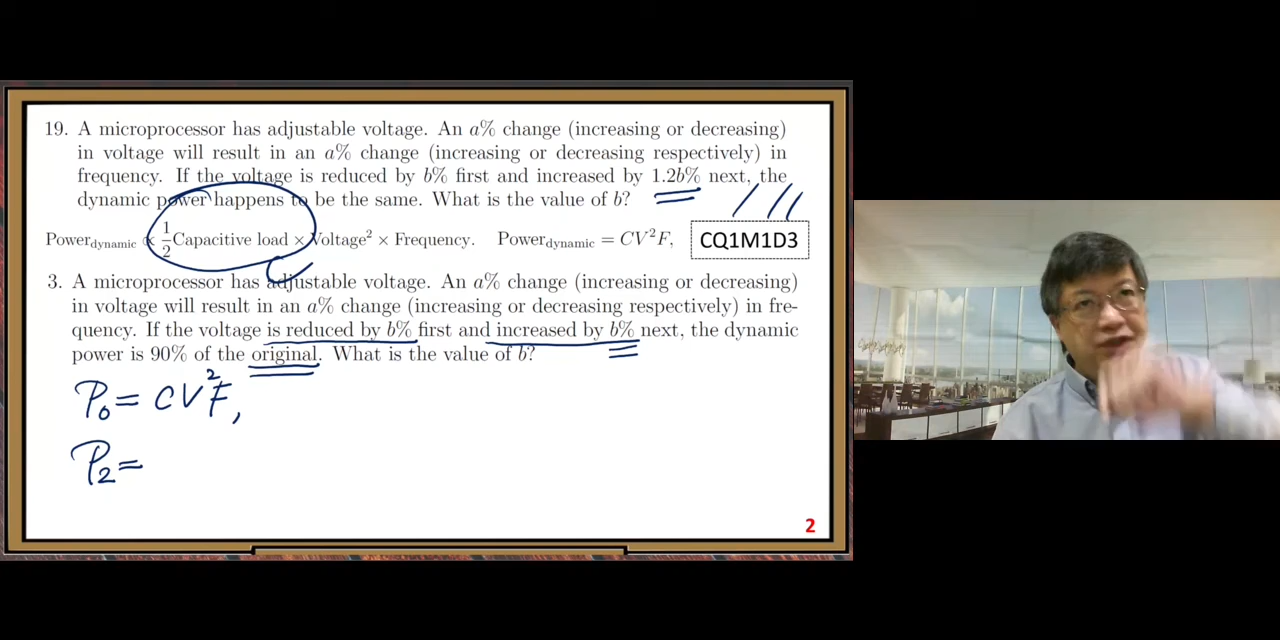 19. A microprocessor has adjustable voltage. An a% change (increasing or decreasing)
in voltage will result in an a% change (increasing or decreasing respectively) in
frequency. If the voltage is reduced by b% first and increased by 1.2b% next, the
dynamic power happens to be the same. What is the value of b?
Power_dynamic ∝ 1/2 Capacitive load × Voltage² × Frequency. Power_dynamic = CV²F,
CQ1M1D3
C
3. A microprocessor has adjustable voltage. An a% change (increasing or decreasing)
in voltage will result in an a% change (increasing or decreasing respectively) in fre-
quency. If the voltage is reduced by b% first and increased by b% next, the dynamic
power is 90% of the original. What is the value of b?
P₀ = CV²F,
P₂ =
2